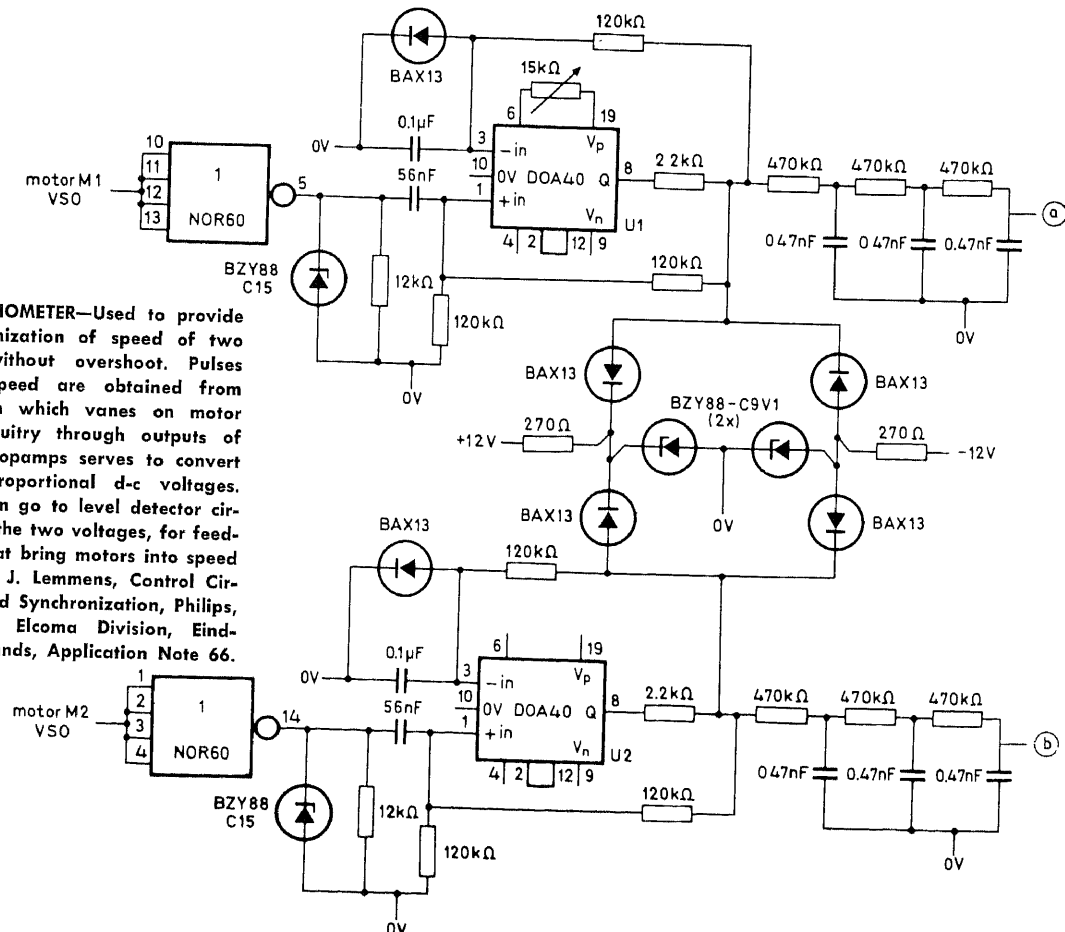 120kΩ
BAX13
15kΩ
6
19
0.1µF
3
-in
Vp
0V
10
0V
DOA40
Q
8
2.2kΩ
470kΩ
470kΩ
470kΩ
10
11
12
13
1
NOR60
5
motor M1
VSO
56nF
1
+in
Vn
U1
4
2
12
9
a
0.47nF
0.47nF
0.47nF
BZY88
C15
12kΩ
120kΩ
120kΩ
0V
0V
OMETER—Used to provide
nization of speed of two
without overshoot. Pulses
peed are obtained from
n which vanes on motor
uitry through outputs of
opamps serves to convert
roportional d-c voltages.
n go to level detector cir-
the two voltages, for feed-
at bring motors into speed
J. Lemmens, Control Cir-
d Synchronization, Philips,
Elcoma Division, Eind-
nds, Application Note 66.
BAX13
BAX13
BZY88-C9V1
(2x)
+12V
270Ω
270Ω
-12V
BAX13
0V
BAX13
BAX13
120kΩ
6
19
0.1µF
3
-in
Vp
0V
10
0V
DOA40
Q
8
2.2kΩ
470kΩ
470kΩ
470kΩ
1
2
3
4
1
NOR60
14
motor M2
VSO
56nF
1
+in
Vn
U2
4
2
12
9
b
0.47nF
0.47nF
0.47nF
BZY88
C15
12kΩ
120kΩ
120kΩ
0V
0V